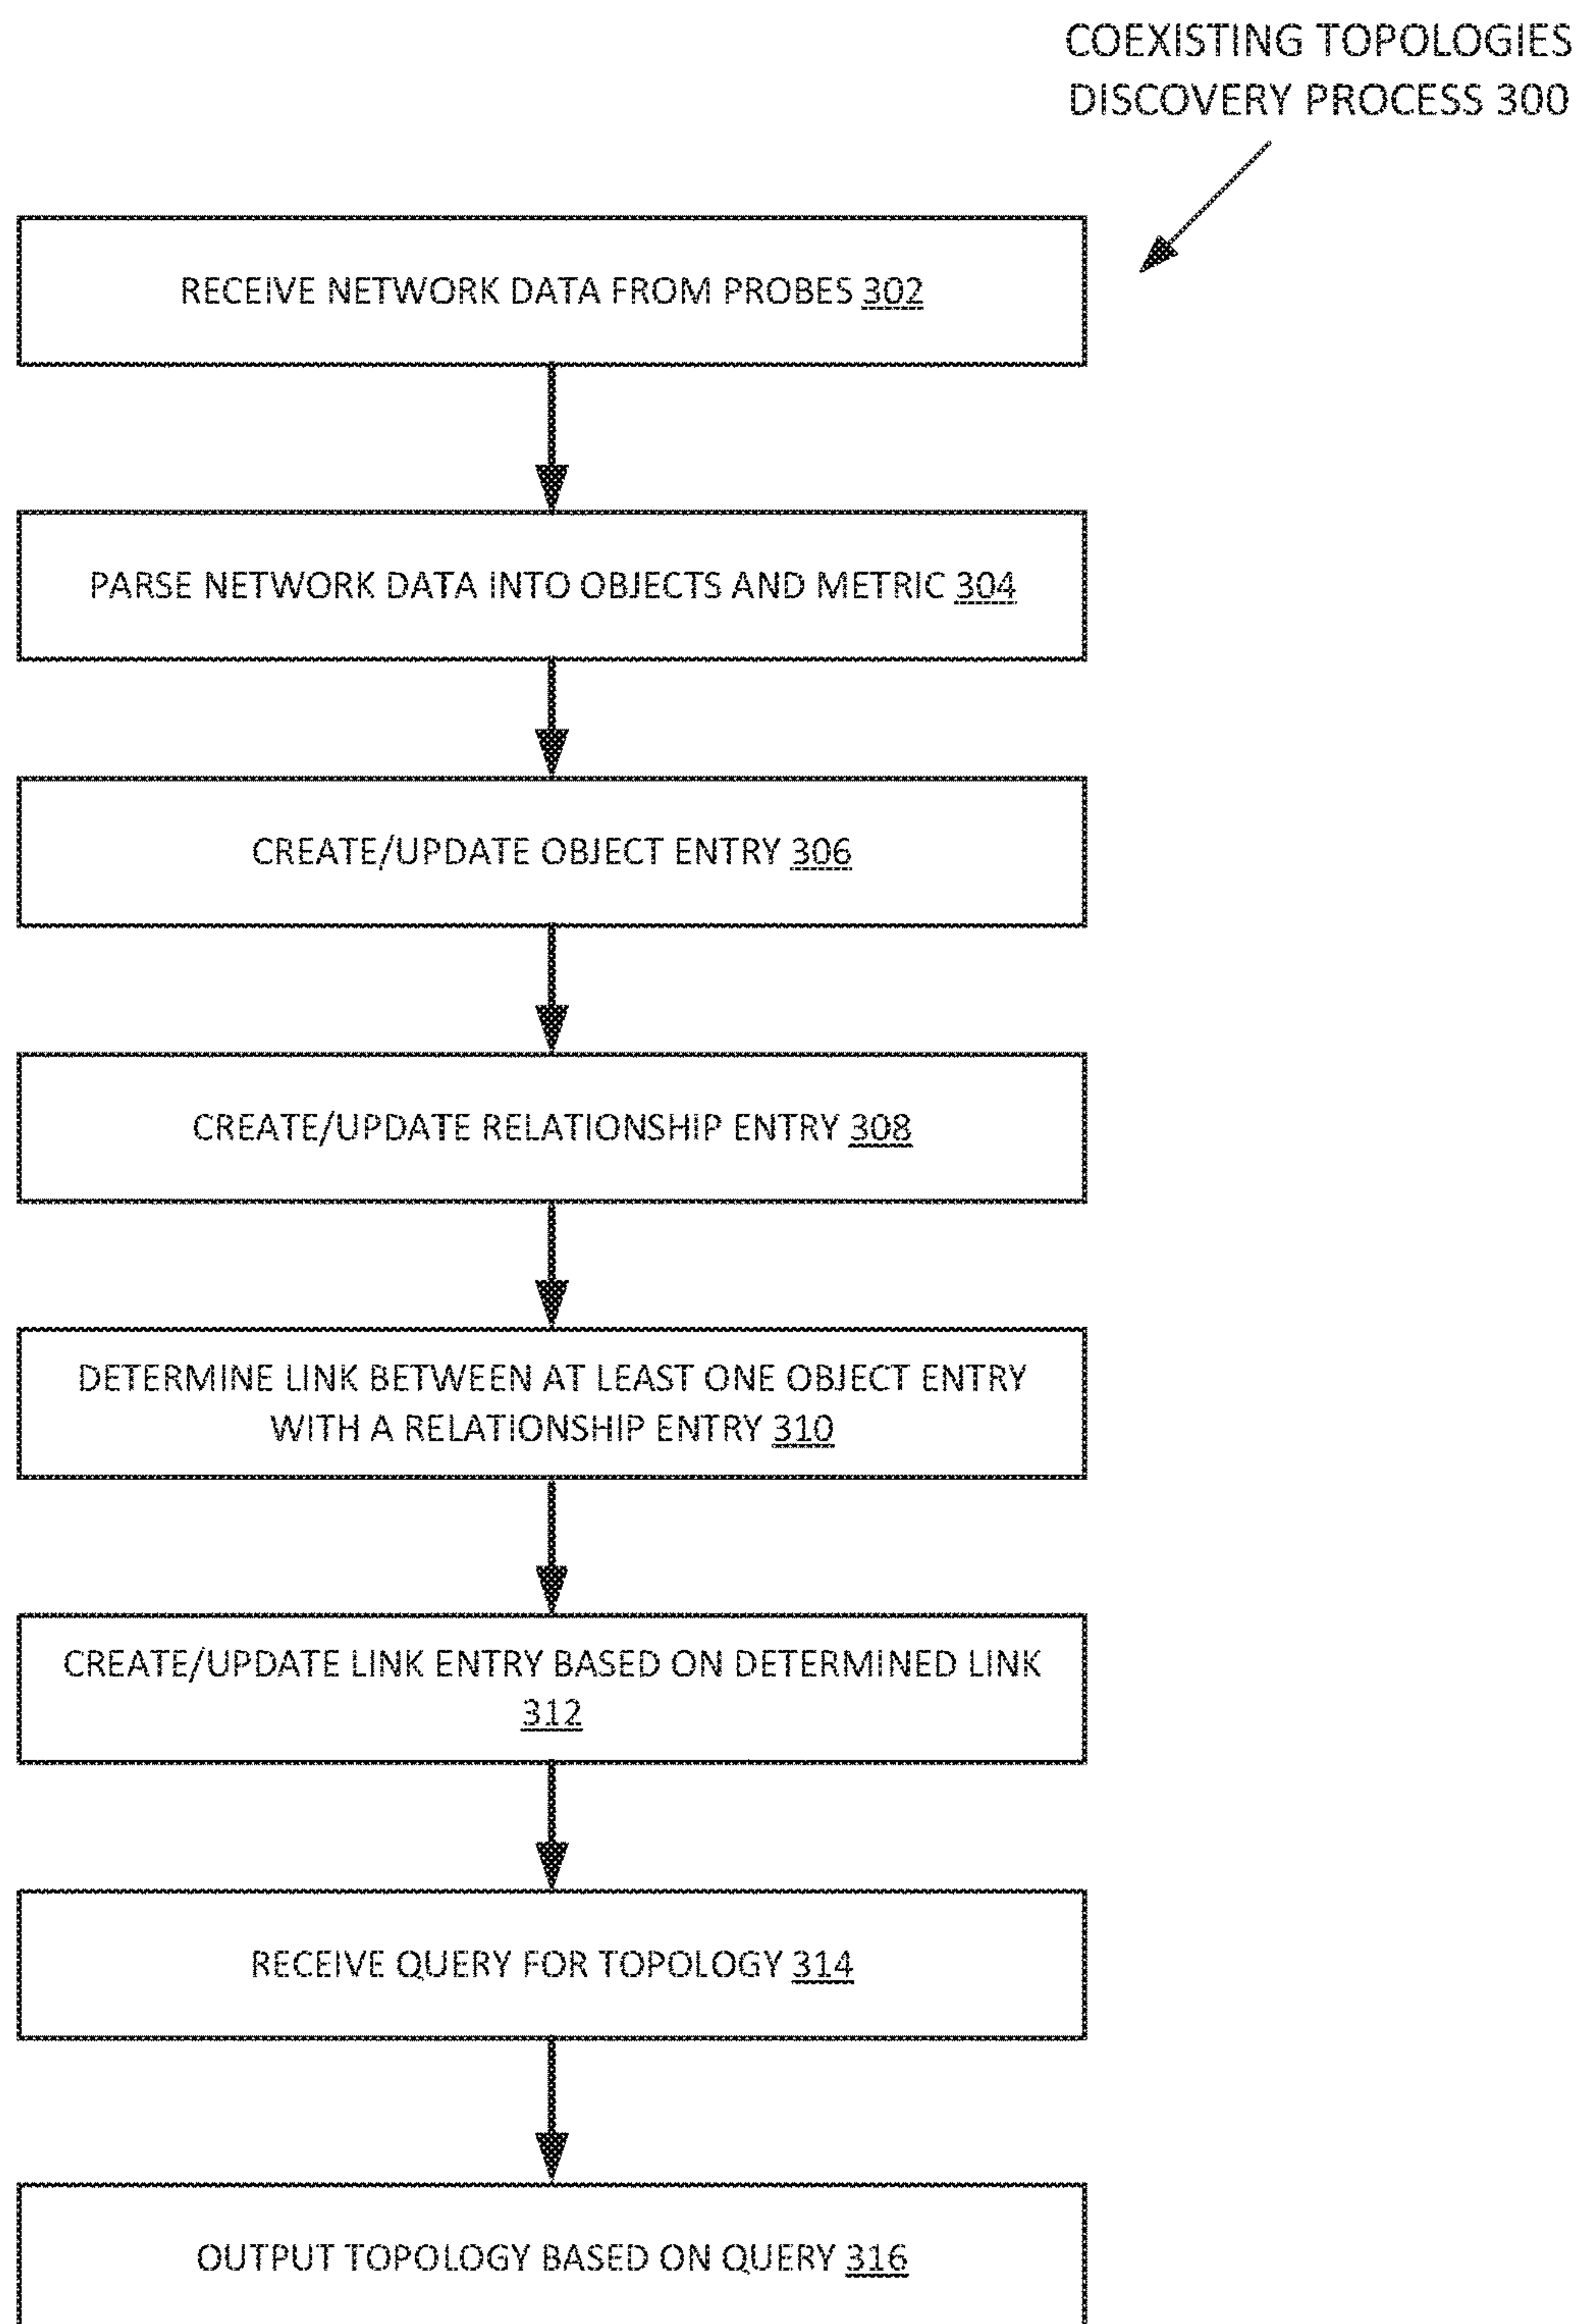 COEXISTING TOPOLOGIES
DISCOVERY PROCESS 300
RECEIVE NETWORK DATA FROM PROBES 302
PARSE NETWORK DATA INTO OBJECTS AND METRIC 304
CREATE/UPDATE OBJECT ENTRY 306
CREATE/UPDATE RELATIONSHIP ENTRY 308
DETERMINE LINK BETWEEN AT LEAST ONE OBJECT ENTRY
WITH A RELATIONSHIP ENTRY 310
CREATE/UPDATE LINK ENTRY BASED ON DETERMINED LINK
312
RECEIVE QUERY FOR TOPOLOGY 314
OUTPUT TOPOLOGY BASED ON QUERY 316